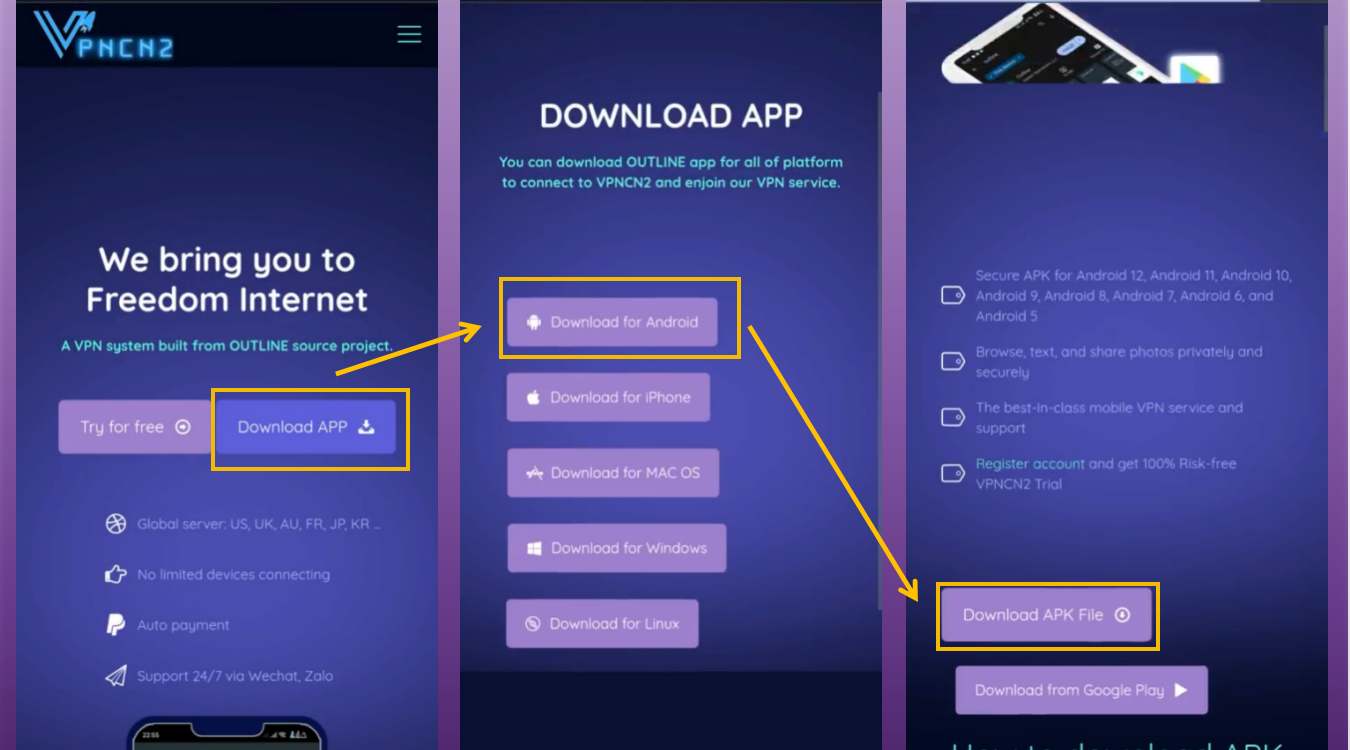 VPNCN2
We bring you to
Freedom Internet
A VPN system built from OUTLINE source project.
Try for free
Download APP
Global server: US, UK, AU, FR, JP, KR ...
No limited devices connecting
Auto payment
Support 24/7 via Wechat, Zalo
22:55
DOWNLOAD APP
You can download OUTLINE app for all of platform
to connect to VPNCN2 and enjoin our VPN service.
Download for Android
Download for iPhone
Download for MAC OS
Download for Windows
Download for Linux
Secure APK for Android 12, Android 11, Android 10,
Android 9, Android 8, Android 7, Android 6, and
Android 5
Browse, text, and share photos privately and
securely
The best-in-class mobile VPN service and
support
Register account and get 100% Risk-free
VPNCN2 Trial
Download APK File
Download from Google Play
How to download APK